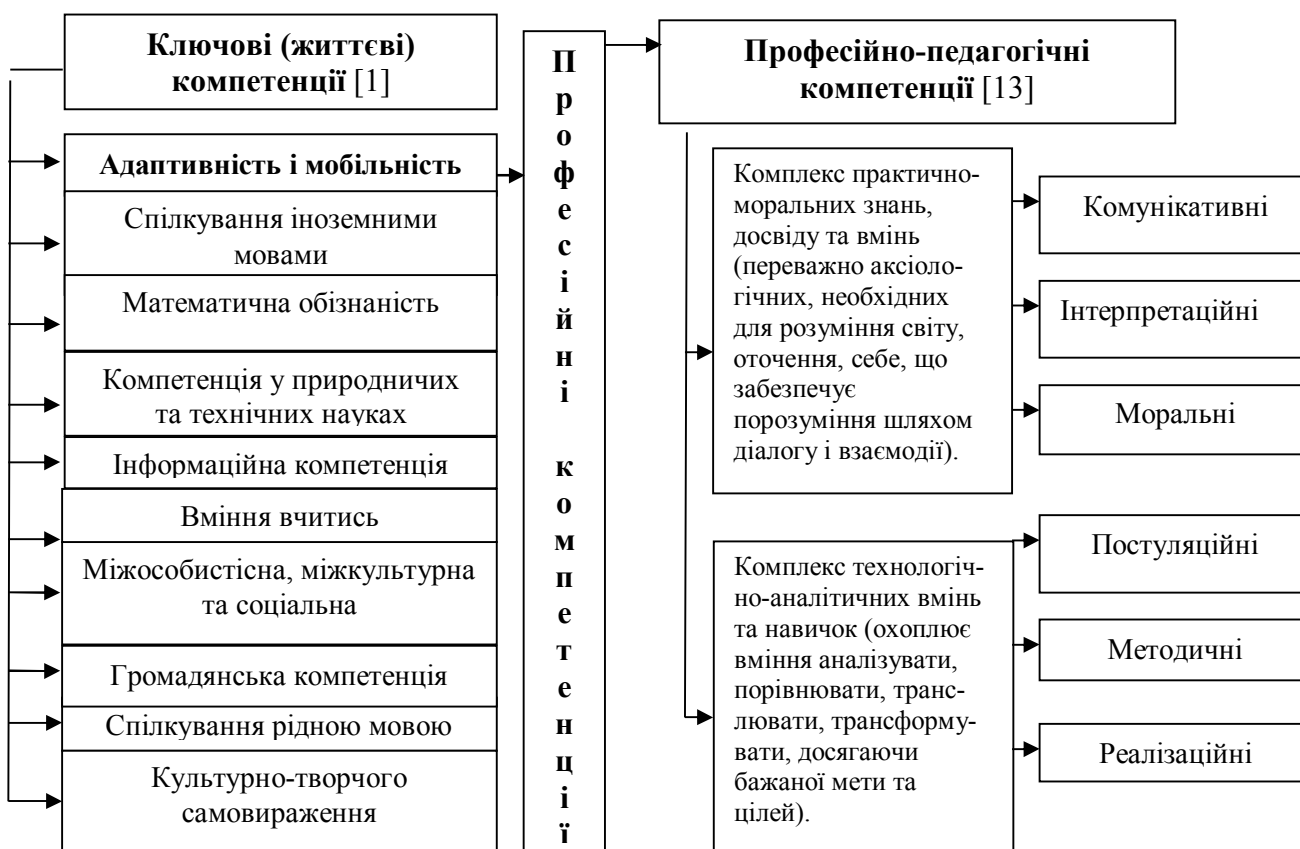 Ключові (життєві)
компетенції [1]
Адаптивність і мобільність
Спілкування іноземними
мовами
Математична обізнаність
Компетенція у природничих
та технічних науках
Інформаційна компетенція
Вміння вчитись
Міжособистісна, міжкультурна
та соціальна
Громадянська компетенція
Спілкування рідною мовою
Культурно-творчого
самовираження
П
р
о
ф
е
с
і
й
н
і
к
о
м
п
е
т
е
н
ц
і
ї
Професійно-педагогічні
компетенції [13]
Комплекс практично-
моральних знань,
досвіду та вмінь
(переважно аксіоло-
гічних, необхідних
для розуміння світу,
оточення, себе, що
забезпечує
порозуміння шляхом
діалогу і взаємодії).
Комунікативні
Інтерпретаційні
Моральні
Комплекс технологіч-
но-аналітичних вмінь
та навичок (охоплює
вміння аналізувати,
порівнювати, транс-
лювати, трансформу-
вати, досягаючи
бажаної мети та
цілей).
Постуляційні
Методичні
Реалізаційні